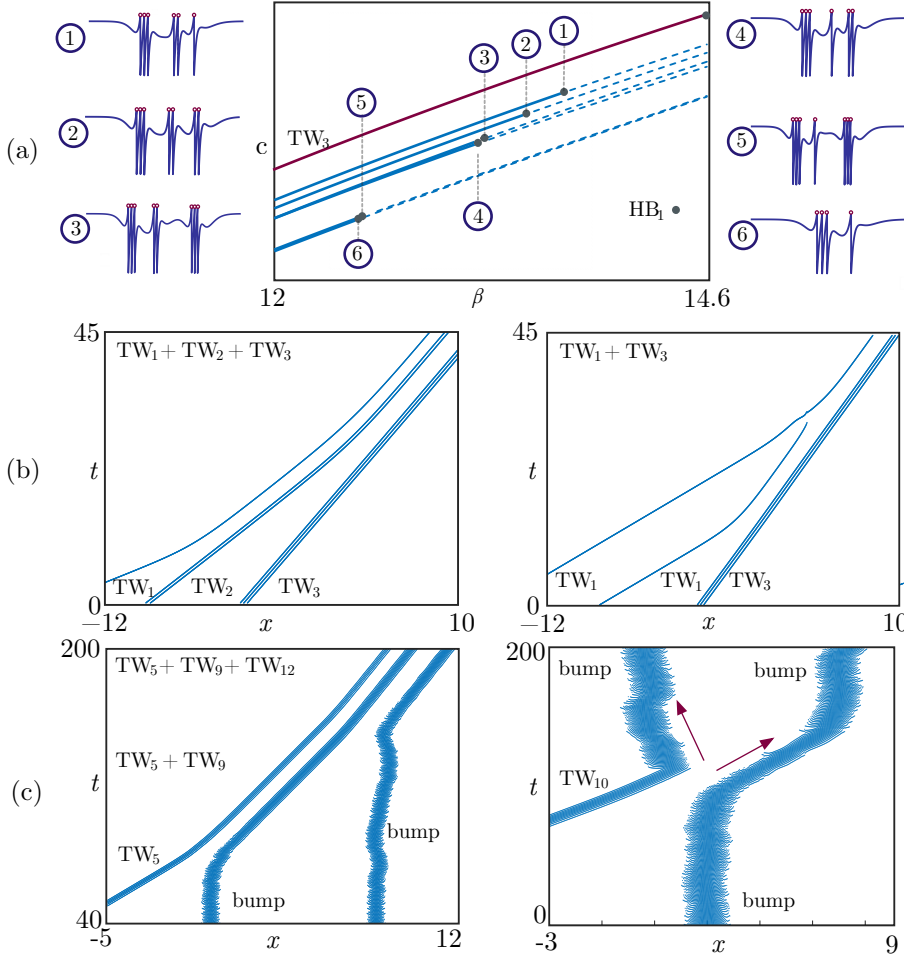 1
2
(a)
3
c
TW3
5
3
2
1
4
6
HB1
12
β
14.6
4
5
6
45
TW1 + TW2 + TW3
(b)
t
TW1
TW2
TW3
0
−12
x
10
45
TW1 + TW3
t
TW1
TW1
TW3
0
−12
x
10
200
TW5 + TW9 + TW12
TW5 + TW9
(c)
t
TW5
bump
bump
40
-5
x
12
200
bump
bump
t
TW10
bump
0
-3
x
9